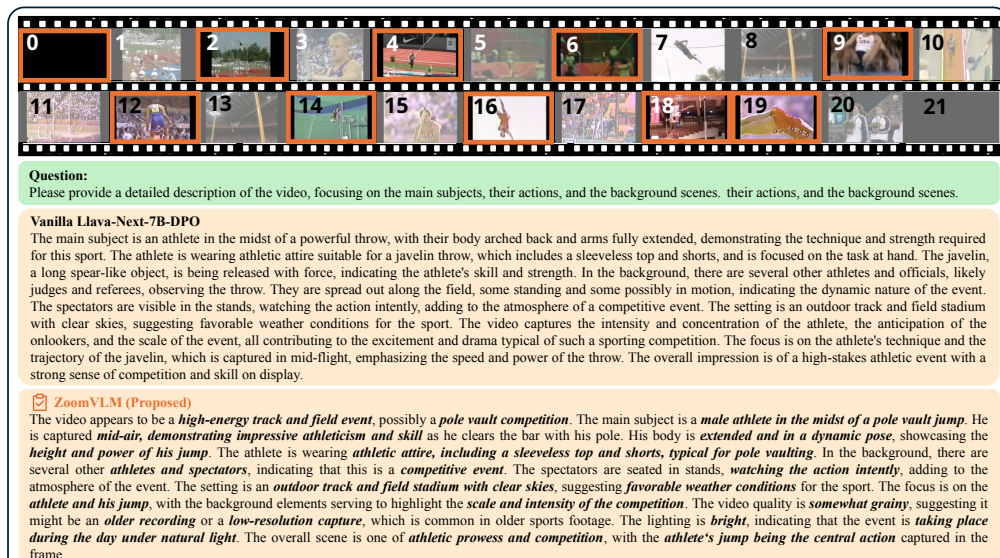 0 1 2 3 4 5 6 7 8 9 10
11 12 13 14 15 16 17 18 19 20 21
Question:
Please provide a detailed description of the video, focusing on the main subjects, their actions, and the background scenes. their actions, and the background scenes.
Vanilla Llava-Next-7B-DPO
The main subject is an athlete in the midst of a powerful throw, with their body arched back and arms fully extended, demonstrating the technique and strength required
for this sport. The athlete is wearing athletic attire suitable for a javelin throw, which includes a sleeveless top and shorts, and is focused on the task at hand. The javelin,
a long spear-like object, is being released with force, indicating the athlete's skill and strength. In the background, there are several other athletes and officials, likely
judges and referees, observing the throw. They are spread out along the field, some standing and some possibly in motion, indicating the dynamic nature of the event.
The spectators are visible in the stands, watching the action intently, adding to the atmosphere of a competitive event. The setting is an outdoor track and field stadium
with clear skies, suggesting favorable weather conditions for the sport. The video captures the intensity and concentration of the athlete, the anticipation of the
onlookers, and the scale of the event, all contributing to the excitement and drama typical of such a sporting competition. The focus is on the athlete's technique and the
trajectory of the javelin, which is captured in mid-flight, emphasizing the speed and power of the throw. The overall impression is of a high-stakes athletic event with a
strong sense of competition and skill on display.
ZoomVLM (Proposed)
The video appears to be a high-energy track and field event, possibly a pole vault competition. The main subject is a male athlete in the midst of a pole vault jump. He
is captured mid-air, demonstrating impressive athleticism and skill as he clears the bar with his pole. His body is extended and in a dynamic pose, showcasing the
height and power of his jump. The athlete is wearing athletic attire, including a sleeveless top and shorts, typical for pole vaulting. In the background, there are
several other athletes and spectators, indicating that this is a competitive event. The spectators are seated in stands, watching the action intently, adding to the
atmosphere of the event. The setting is an outdoor track and field stadium with clear skies, suggesting favorable weather conditions for the sport. The focus is on the
athlete and his jump, with the background elements serving to highlight the scale and intensity of the competition. The video quality is somewhat grainy, suggesting it
might be an older recording or a low-resolution capture, which is common in older sports footage. The lighting is bright, indicating that the event is taking place
during the day under natural light. The overall scene is one of athletic prowess and competition, with the athlete‘s jump being the central action captured in the
frame.